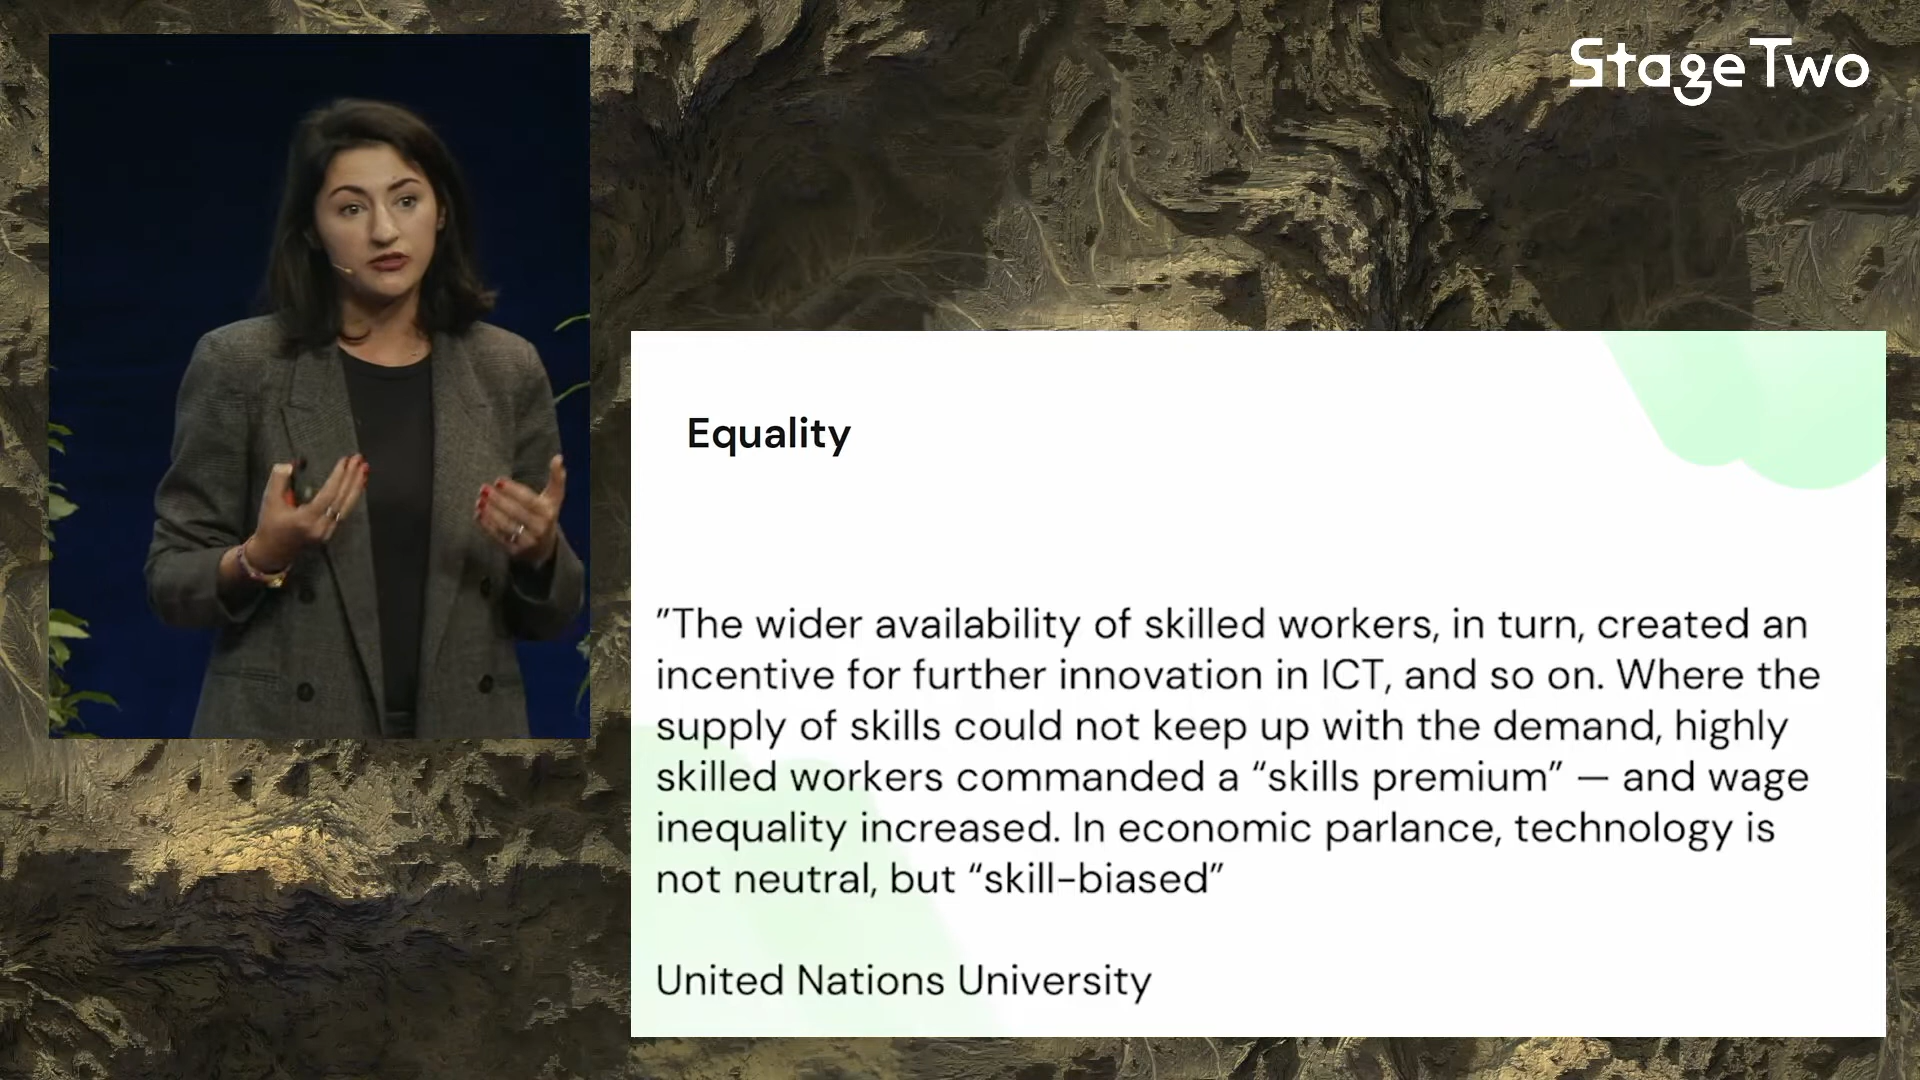 Stage Two
Equality
"The wider availability of skilled workers, in turn, created an
incentive for further innovation in ICT, and so on. Where the
supply of skills could not keep up with the demand, highly
skilled workers commanded a “skills premium” — and wage
inequality increased. In economic parlance, technology is
not neutral, but “skill-biased”
United Nations University